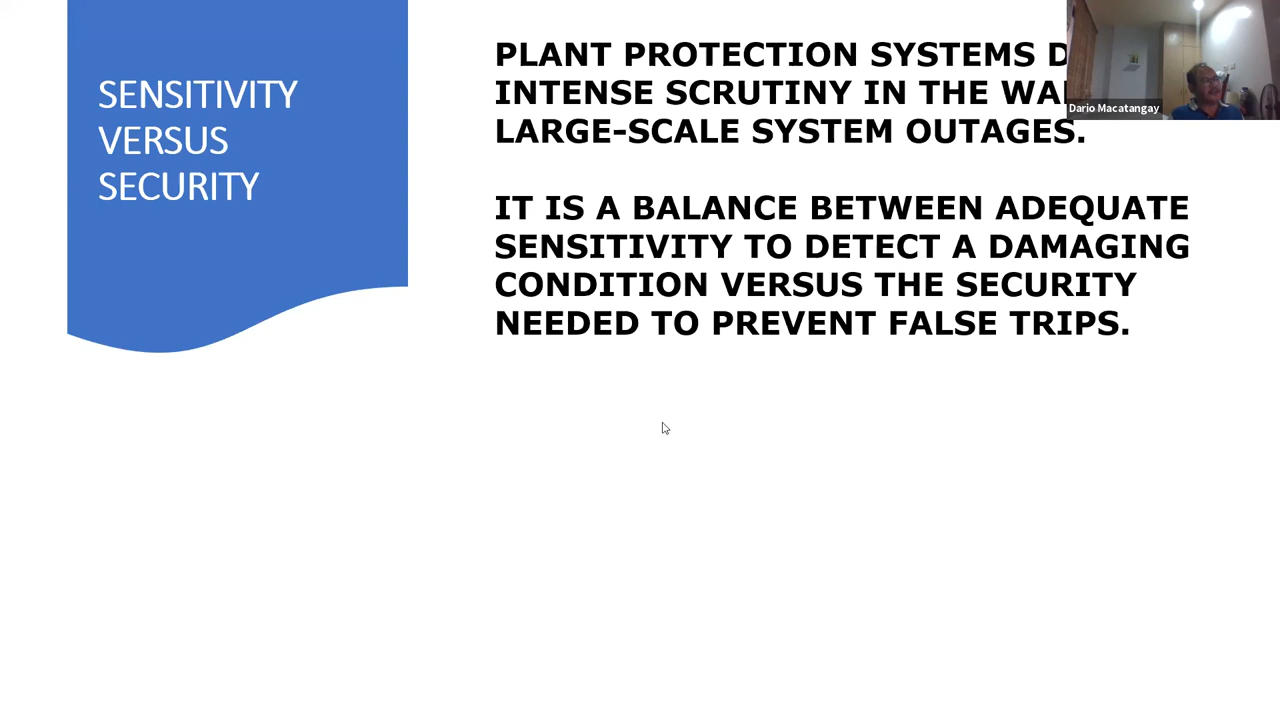 SENSITIVITY
VERSUS
SECURITY
PLANT PROTECTION SYSTEMS
INTENSE SCRUTINY IN THE
LARGE-SCALE SYSTEM OUTAGES.
IT IS A BALANCE BETWEEN ADEQUATE
SENSITIVITY TO DETECT A DAMAGING
CONDITION VERSUS THE SECURITY
NEEDED TO PREVENT FALSE TRIPS.
Dario Macatangay